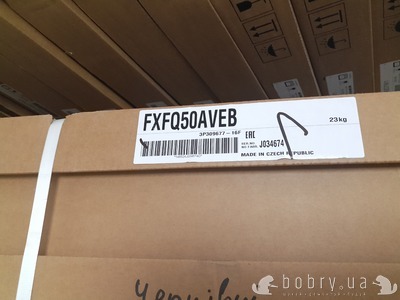 FXFQ50AVEB
23kg
3P309677-16F
EAC
J034674
MADE IN CZECH REPUBLIC
bobry.ua